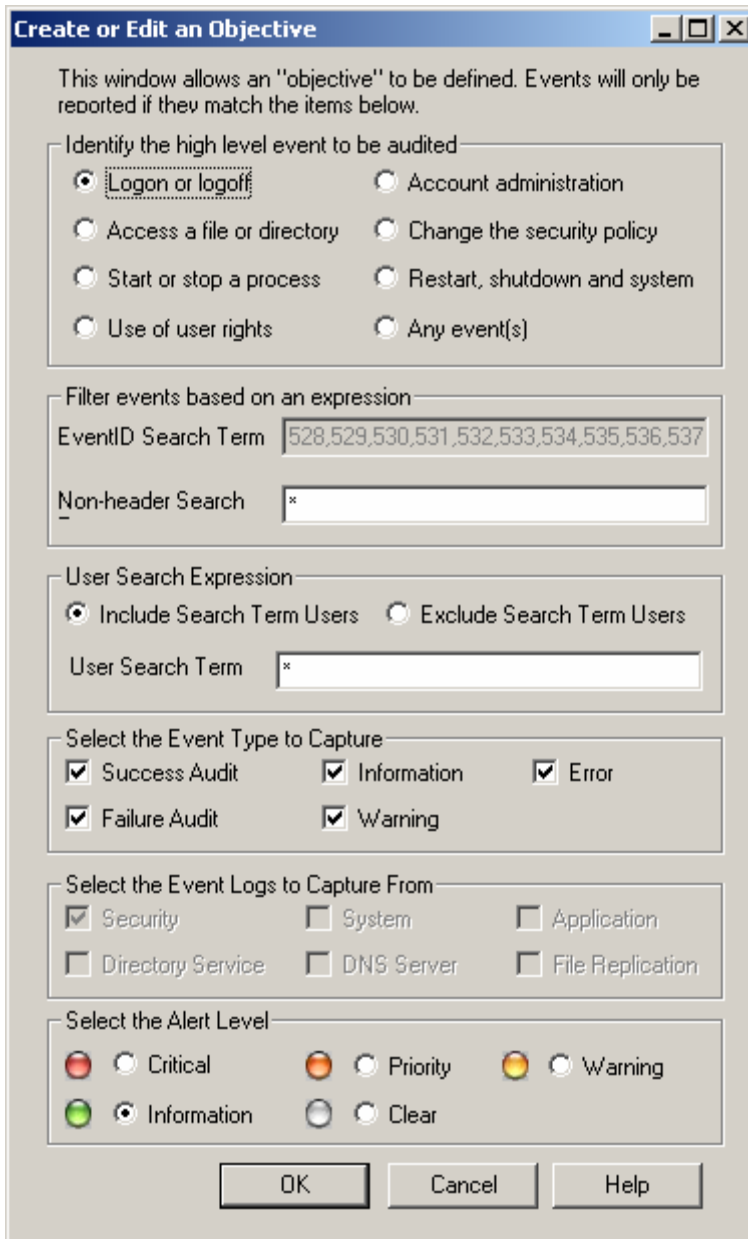 Create or Edit an Objective
This window allows an "objective" to be defined. Events will only be
reported if they match the items below.
Identify the high level event to be audited
Logon or logoff
Account administration
Access a file or directory
Change the security policy
Start or stop a process
Restart, shutdown and system
Use of user rights
Any event(s)
Filter events based on an expression
EventID Search Term 528,529,530,531,532,533,534,535,536,537
Non-header Search *
User Search Expression
Include Search Term Users
Exclude Search Term Users
User Search Term *
Select the Event Type to Capture
Success Audit
Information
Error
Failure Audit
Warning
Select the Event Logs to Capture From
Security
System
Application
Directory Service
DNS Server
File Replication
Select the Alert Level
Critical
Priority
Warning
Information
Clear
OK
Cancel
Help